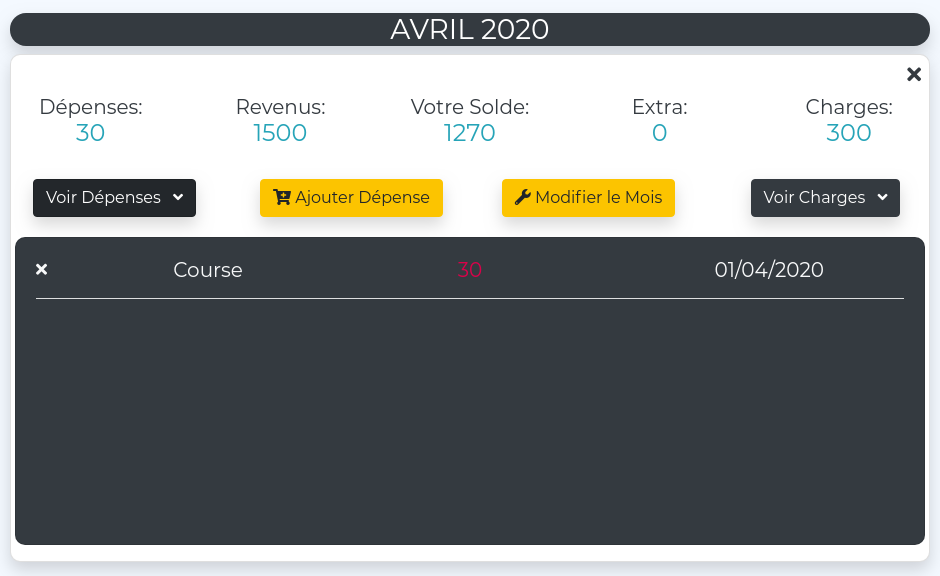 AVRIL 2020
Dépenses: Revenus: Votre Solde: Extra: Charges:
30 1500 1270 0 300
Voir Dépenses Ajouter Dépense Modifier le Mois Voir Charges
Course 30 01/04/2020